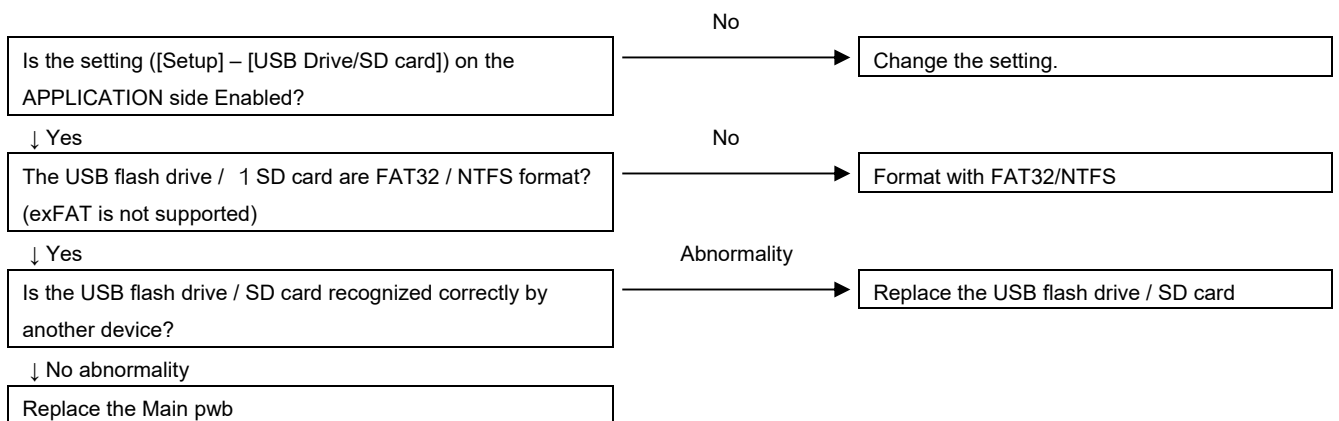 No
Is the setting ([Setup] – [USB Drive/SD card]) on the
APPLICATION side Enabled?
Change the setting.
↓ Yes
No
The USB flash drive / １SD card are FAT32 / NTFS format?
(exFAT is not supported)
Format with FAT32/NTFS
↓ Yes
Abnormality
Is the USB flash drive / SD card recognized correctly by
another device?
Replace the USB flash drive / SD card
↓ No abnormality
Replace the Main pwb